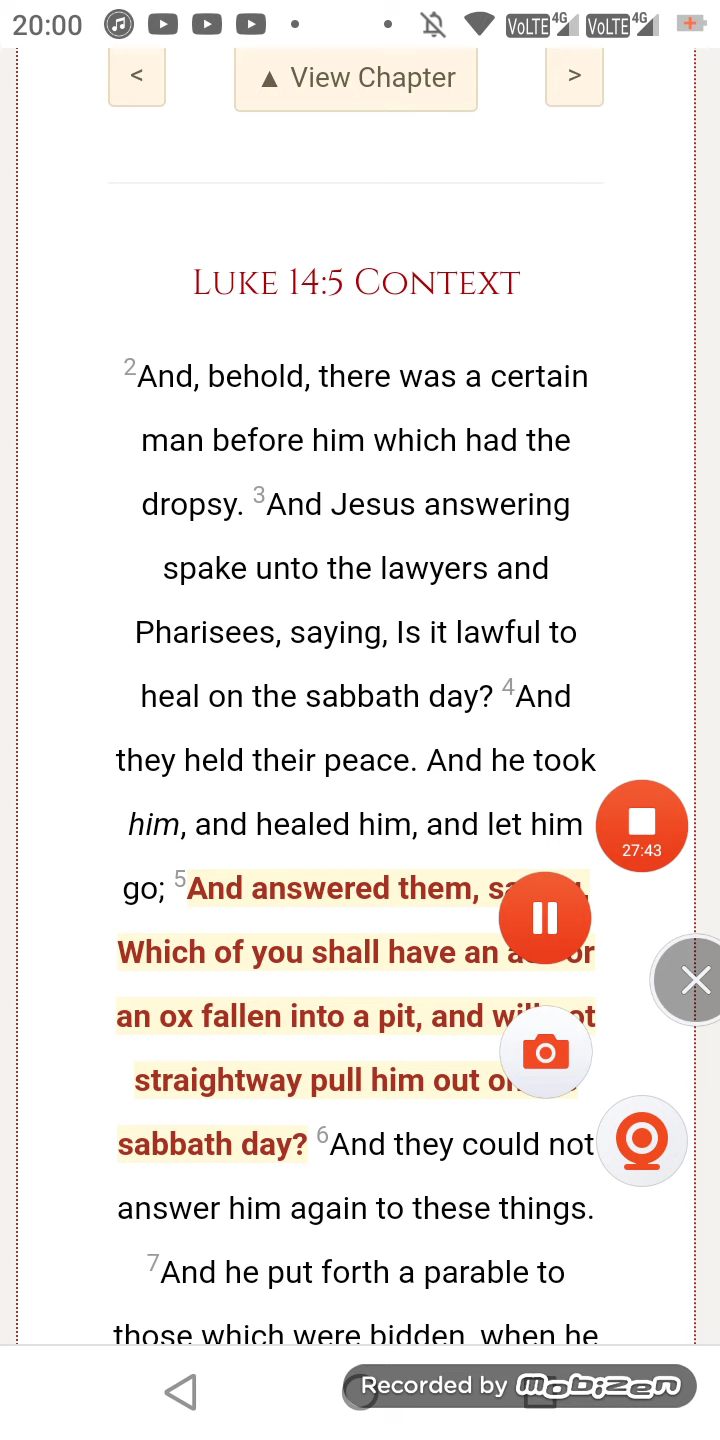 20:00 VoLTE 4G VoLTE 4G
< ▲ View Chapter >
Luke 14:5 Context
2And, behold, there was a certain
man before him which had the
dropsy. 3And Jesus answering
spake unto the lawyers and
Pharisees, saying, Is it lawful to
heal on the sabbath day? 4And
they held their peace. And he took
him, and healed him, and let him
27:43
go; 5And answered them,
Which of you shall have an or
an ox fallen into a pit, and
straightway pull him out
sabbath day? 6And they could not
answer him again to these things.
7And he put forth a parable to
those which were bidden, when he
Recorded by mobizen